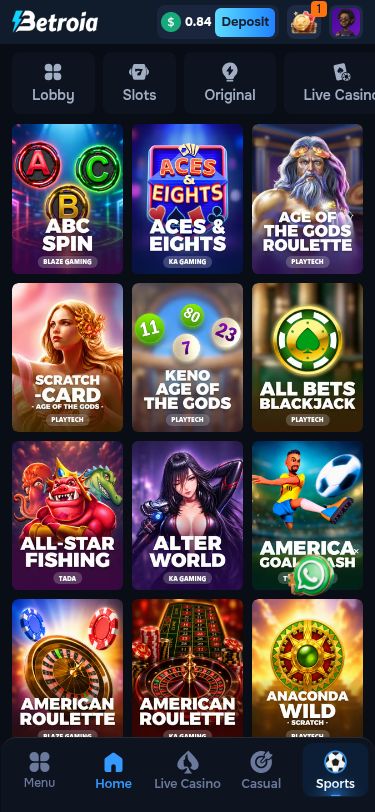 Betroia
$ 0.84 Deposit
1
Lobby
Slots
Original
Live Casino
A
C
B
ABC
SPIN
BLAZE GAMING
ACES
&
EIGHTS
ACES &
EIGHTS
KA GAMING
AGE OF
THE GODS
ROULETTE
PLAYTECH
SCRATCH
-CARD
- AGE OF THE GODS -
PLAYTECH
11
80
23
7
KENO
AGE OF
THE GODS
PLAYTECH
ALL BETS
BLACKJACK
PLAYTECH
ALL-STAR
FISHING
TADA
ALTER
WORLD
KA GAMING
AMERICA
AMERICAN
ROULETTE
BLAZE GAMING
AMERICAN
ROULETTE
KA GAMING
ANACONDA
WILD
- SCRATCH -
PLAYTECH
Menu
Home
Live Casino
Casual
Sports